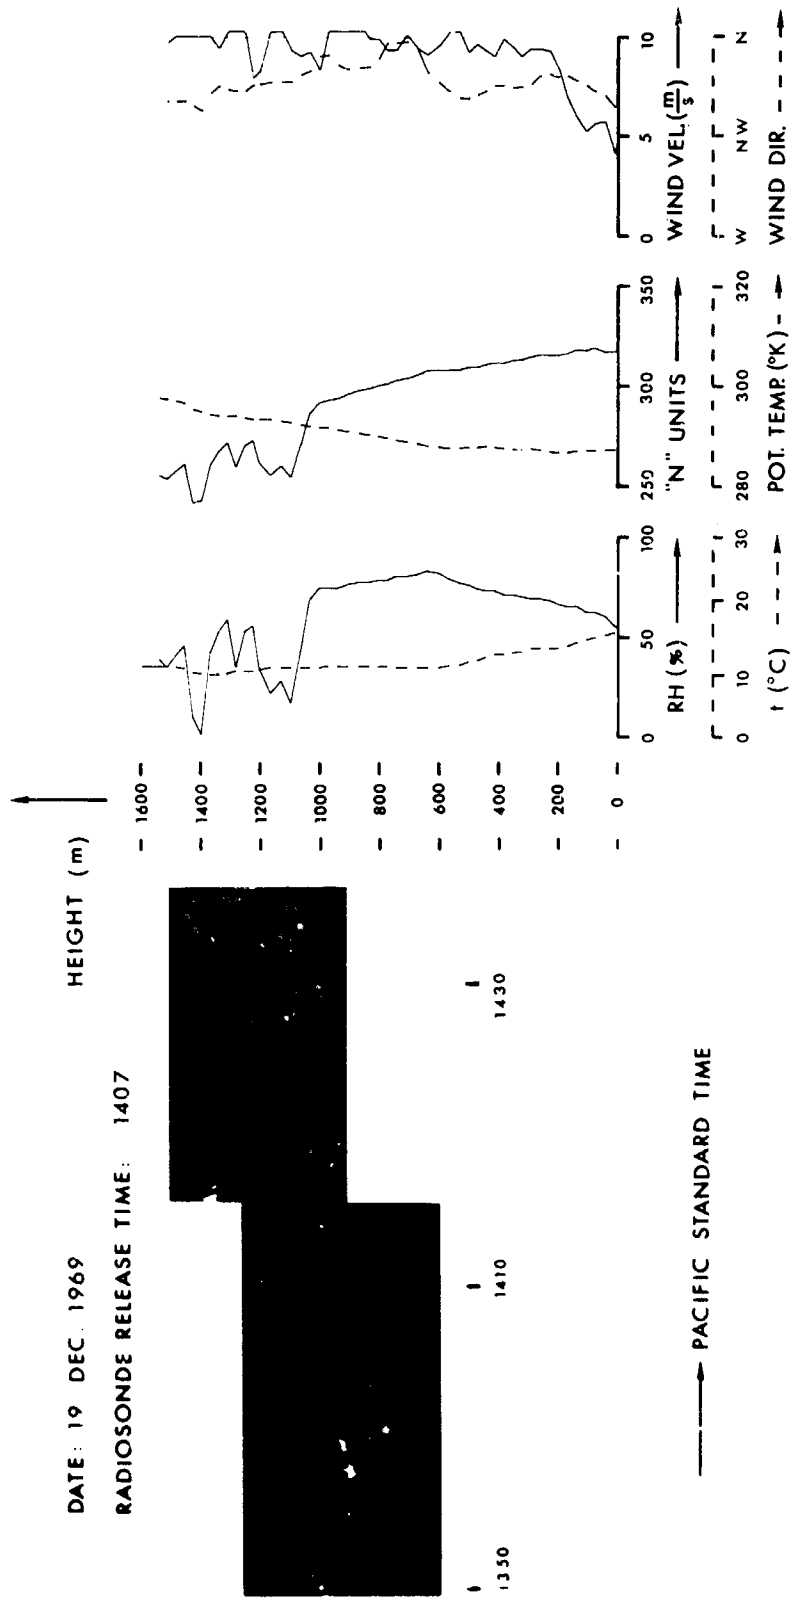 DATE: 19 DEC. 1969
RADIOSONDE RELEASE TIME: 1407
HEIGHT (m)
1600
1400
1200
1000
800
600
400
200
0
1350
1410
1430
PACIFIC STANDARD TIME
0 50 100
RH (%)
0 10 20 30
t (°C)
250 300 350
"N" UNITS
280 300 320
POT. TEMP. (°K)
0 5 10
WIND VEL. (m/s)
W NW N
WIND DIR.